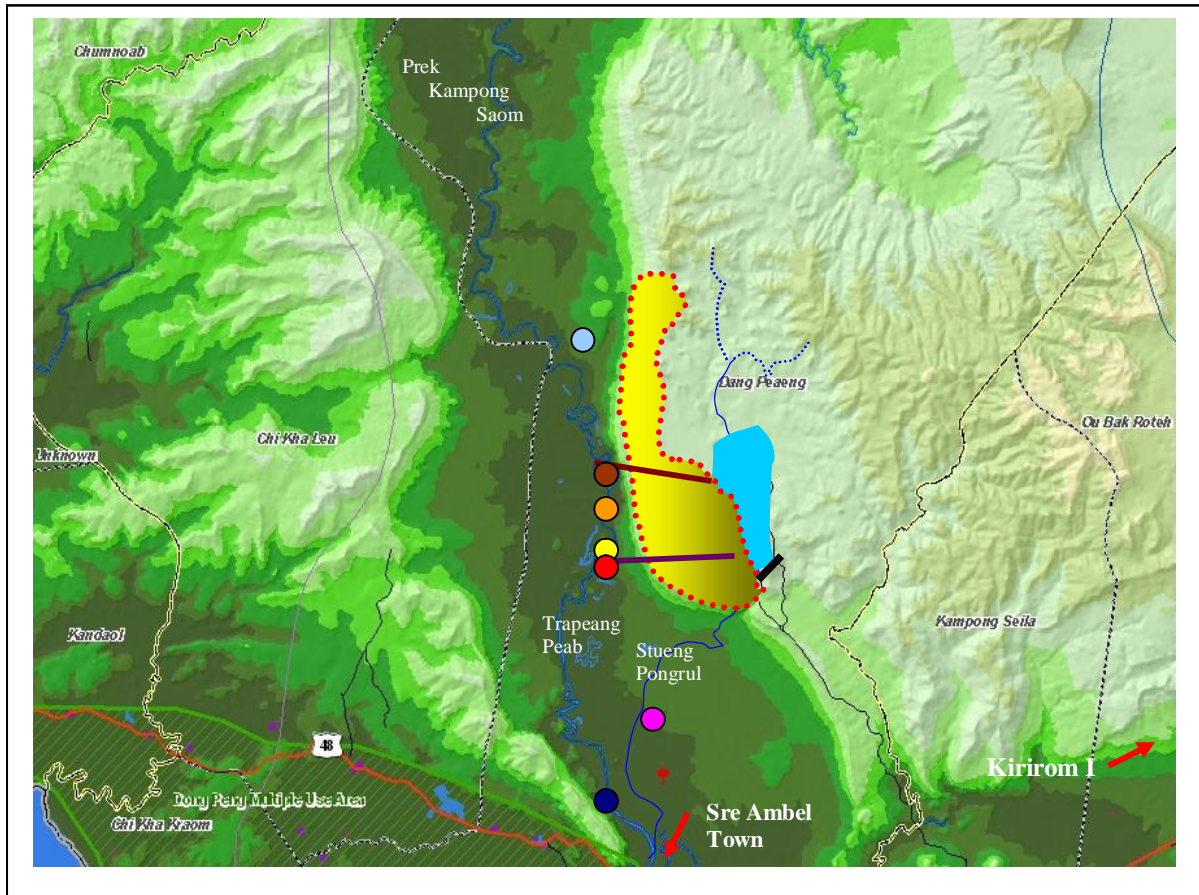 Chumnoab
Prek
Kampong
Saom
Dang Peaeng
Ou Bak Roteh
Chi Kha Leu
Unknown
Trapeang
Peab
Stueng
Pongrul
Kandaol
Kampong Seila
48
Kirirom I
Dong Peng Multiple Use Area
Chi Kha Kraom
Sre Ambel
Town